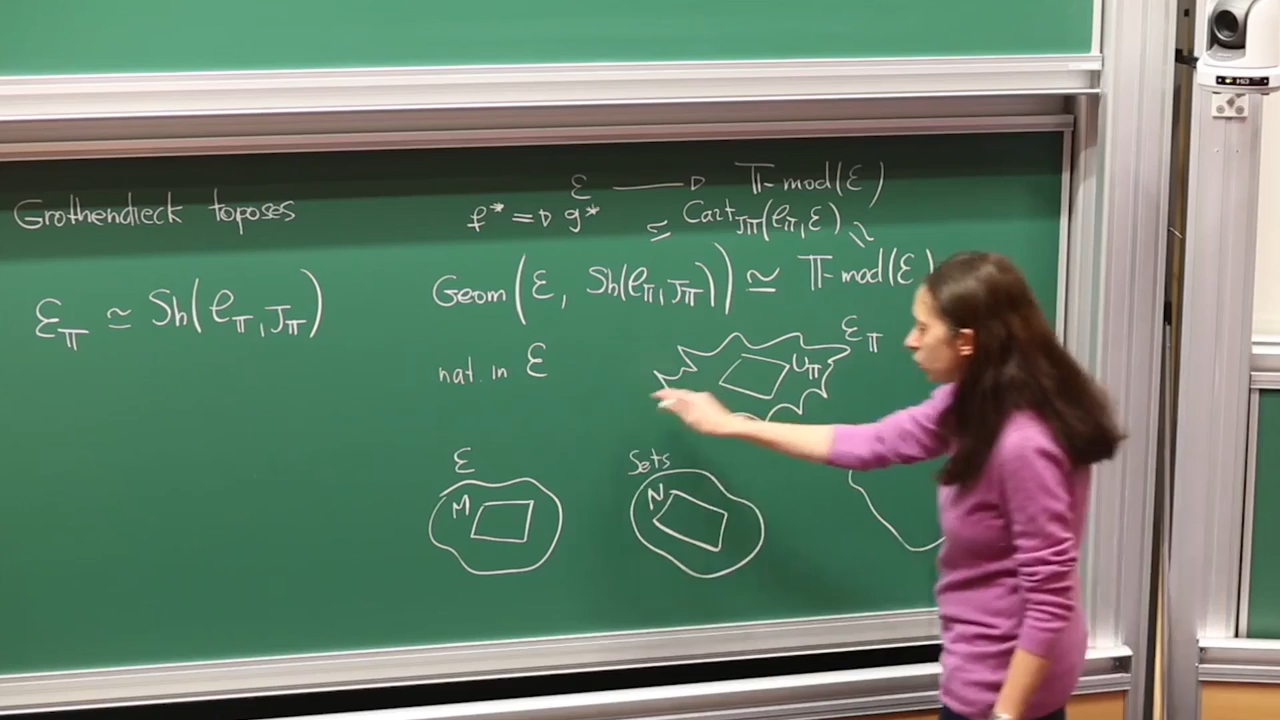 Grothendieck toposes
ℰ_𝕋 ≃ Sh(𝒞_𝕋, J_𝕋)
ℰ ⟶ 𝕋-mod(ℰ)
f* ⇒ g*
≃ Cart_J𝕋(𝒞_𝕋, ℰ) ≃
Geom(ℰ, Sh(𝒞_𝕋, J_𝕋)) ≃ 𝕋-mod(ℰ)
nat. in ℰ
ℰ_𝕋
U_𝕋
ℰ
M
Sets
N